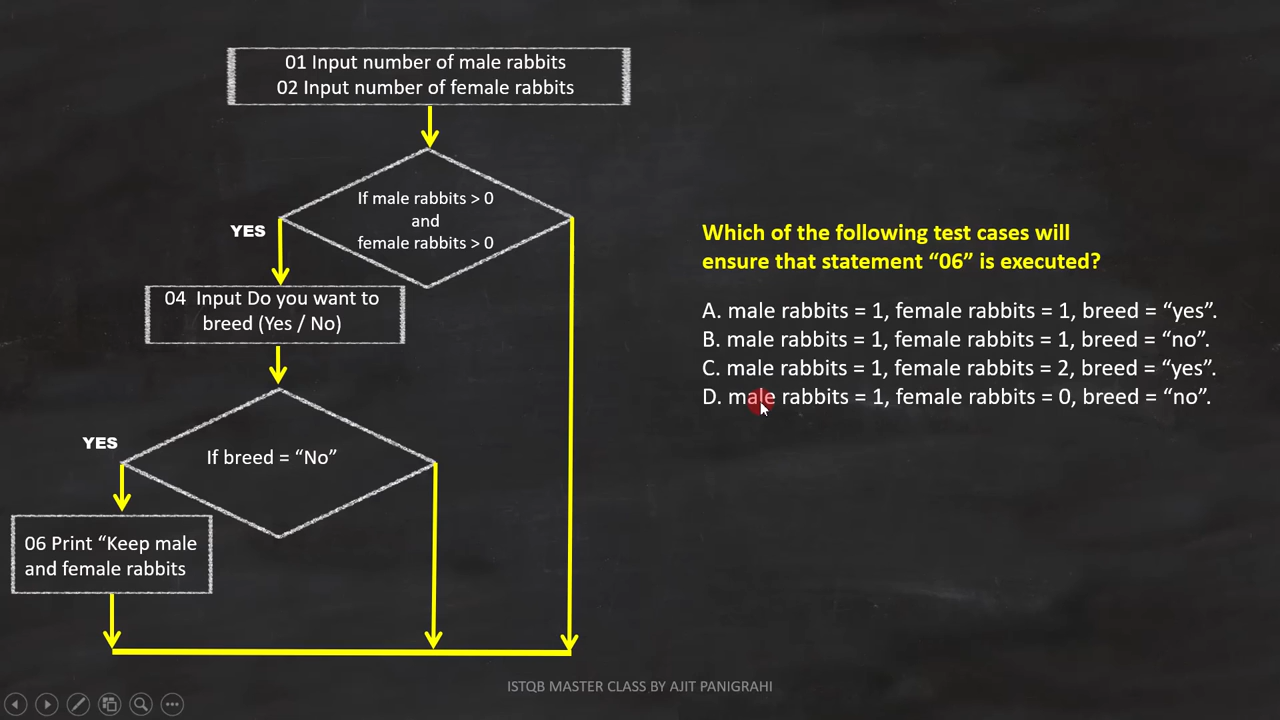 01 Input number of male rabbits
02 Input number of female rabbits
If male rabbits > 0
and
female rabbits > 0
YES
04  Input Do you want to
breed (Yes / No)
YES
If breed = “No”
06 Print “Keep male
and female rabbits
Which of the following test cases will
ensure that statement “06” is executed?
A. male rabbits = 1, female rabbits = 1, breed = “yes”.
B. male rabbits = 1, female rabbits = 1, breed = “no”.
C. male rabbits = 1, female rabbits = 2, breed = “yes”.
D. male rabbits = 1, female rabbits = 0, breed = “no”.
ISTQB MASTER CLASS BY AJIT PANIGRAHI